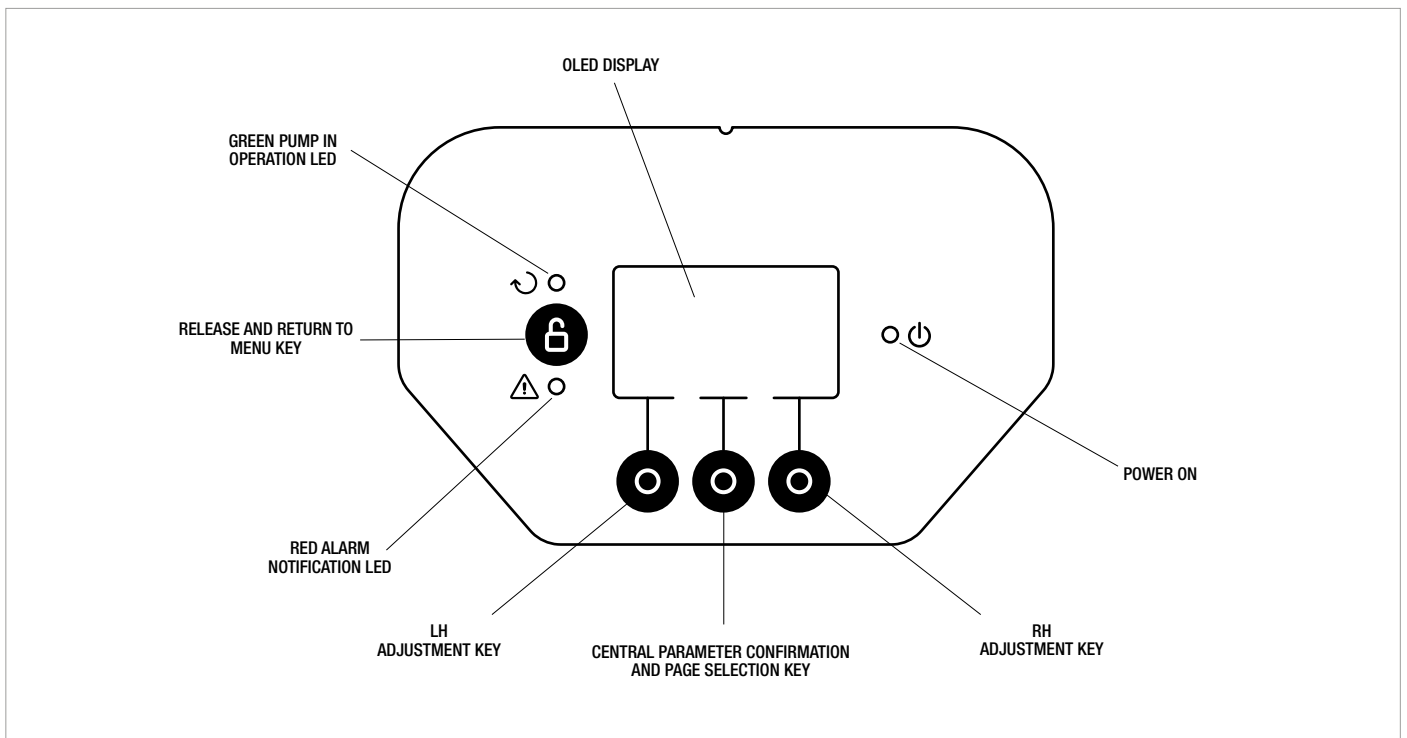 OLED DISPLAY
GREEN PUMP IN
OPERATION LED
RELEASE AND RETURN TO
MENU KEY
POWER ON
RED ALARM
NOTIFICATION LED
LH
ADJUSTMENT KEY
CENTRAL PARAMETER CONFIRMATION
AND PAGE SELECTION KEY
RH
ADJUSTMENT KEY